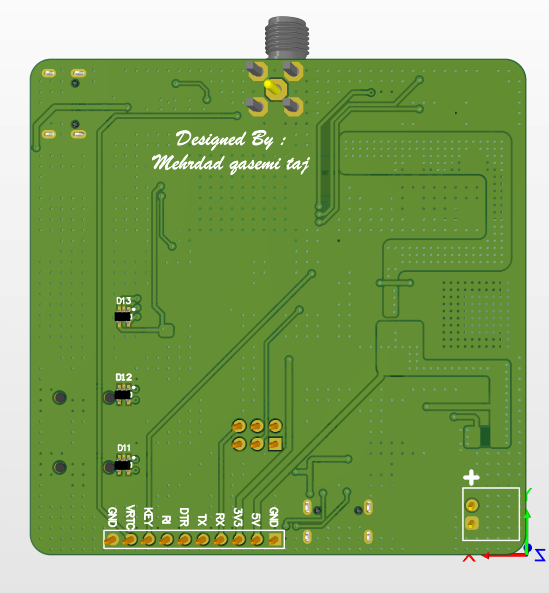 Designed By :
Mehrdad qasemi taj
D13
D12
D11
GND VRTC KEY RI DTR TX RX 3V3 5V GND
+
X
Y
Z